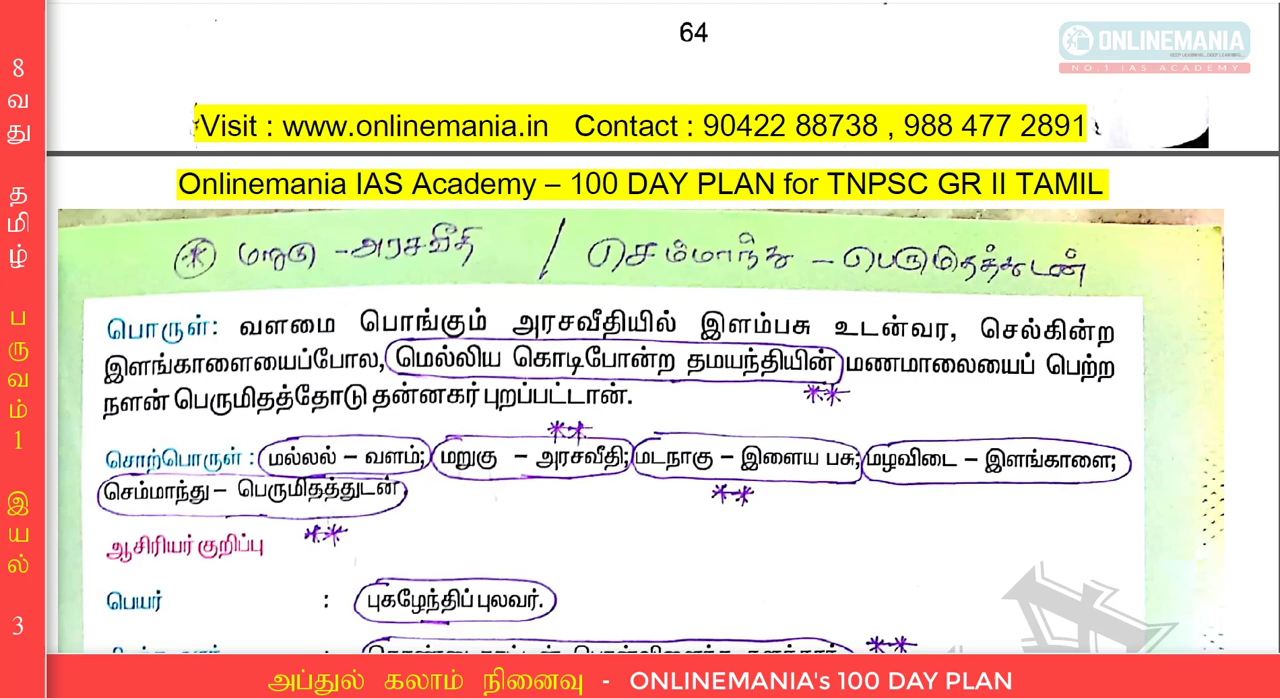 64
ONLINEMANIA
NO:1 IAS ACADEMY
Visit : www.onlinemania.in Contact : 90422 88738 , 988 477 2891
Onlinemania IAS Academy – 100 DAY PLAN for TNPSC GR II TAMIL
மறுகு - அரசவீதி / செம்மாந்து - பெருமிதத்துடன்
பொருள்: வளமை பொங்கும் அரசவீதியில் இளம்பசு உடன்வர, செல்கின்ற
இளங்காளையைப்போல, மெல்லிய கொடிபோன்ற தமயந்தியின் மணமாலையைப் பெற்ற
நளன் பெருமிதத்தோடு தன்னகர் புறப்பட்டான்.
சொற்பொருள் : மல்லல் – வளம்; மறுகு – அரசவீதி; மடநாகு – இளைய பசு; மழவிடை – இளங்காளை;
செம்மாந்து – பெருமிதத்துடன்
ஆசிரியர் குறிப்பு
பெயர் : புகழேந்திப் புலவர்.
8வது தமிழ் பருவம் 1 இயல் 3
அப்துல் கலாம் நினைவு - ONLINEMANIA's 100 DAY PLAN